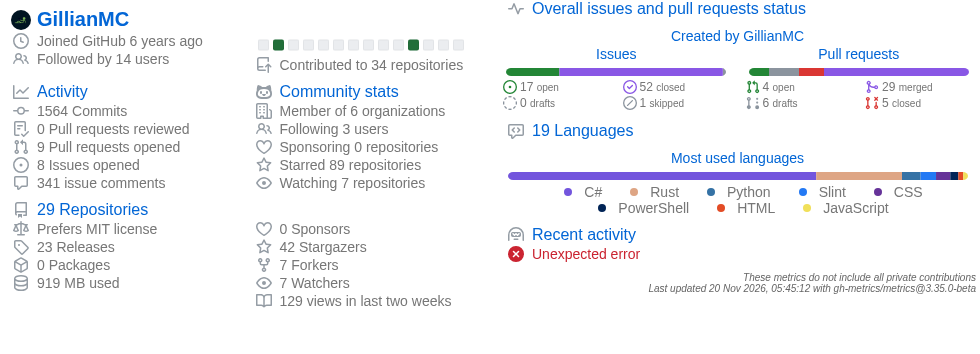 GillianMC
Joined GitHub 6 years ago
Followed by 14 users
Contributed to 34 repositories
Activity
1564 Commits
0 Pull requests reviewed
9 Pull requests opened
8 Issues opened
341 issue comments
Community stats
Member of 6 organizations
Following 3 users
Sponsoring 0 repositories
Starred 89 repositories
Watching 7 repositories
29 Repositories
Prefers MIT license
23 Releases
0 Packages
919 MB used
0 Sponsors
42 Stargazers
7 Forkers
7 Watchers
129 views in last two weeks
Overall issues and pull requests status
Created by GillianMC
Issues
17 open
52 closed
0 drafts
1 skipped
Pull requests
4 open
29 merged
6 drafts
5 closed
19 Languages
Most used languages
C# Rust Python Slint CSS
PowerShell HTML JavaScript
Recent activity
Unexpected error
These metrics do not include all private contributions
Last updated 20 Nov 2026, 05:45:12 with gh-metrics/metrics@3.35.0-beta